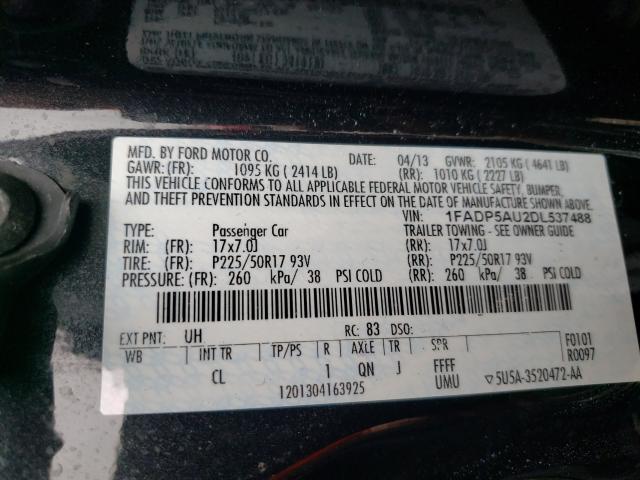 MFD. BY FORD MOTOR CO.
DATE: 04/13 GVWR: 2105 KG ( 4641 LB)
GAWR: (FR): 1095 KG ( 2414 LB) (RR): 1010 KG ( 2227 LB)
THIS VEHICLE CONFORMS TO ALL APPLICABLE FEDERAL MOTOR VEHICLE SAFETY, BUMPER,
AND THEFT PREVENTION STANDARDS IN EFFECT ON THE DATE OF MANUFACTURE SHOWN ABOVE.
VIN: 1FADP5AU2DL537488
TYPE: Passenger Car TRAILER TOWING - SEE OWNER GUIDE
RIM: (FR): 17x7.0J (RR): 17x7.0J
TIRE: (FR): P225/50R17 93V (RR): P225/50R17 93V
PRESSURE: (FR): 260 kPa/ 38 PSI COLD (RR): 260 kPa/ 38 PSI COLD
EXT PNT: UH RC: 83 DSO:
WB INT TR TP/PS R AXLE TR SPR F0101
R0097
CL 1 QN J FFFF
UMU ▽5U5A-3520472-AA
1201304163925